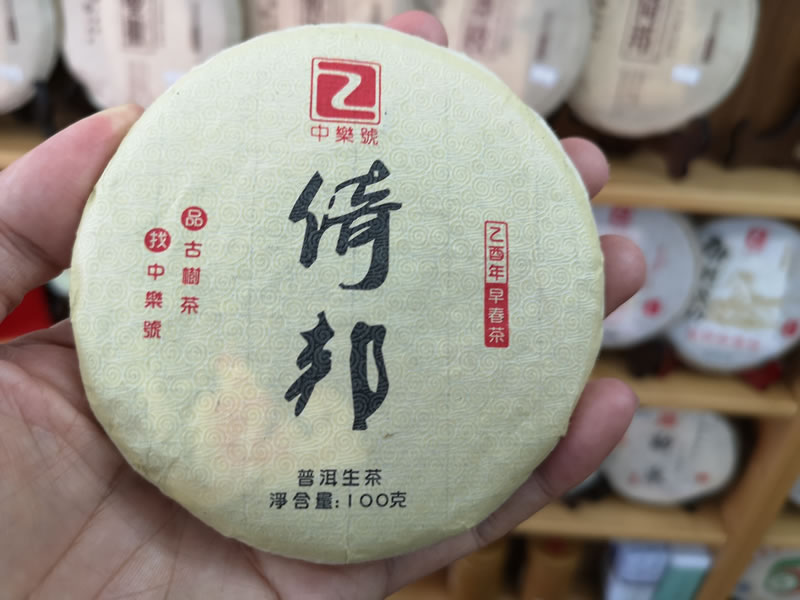 中樂號
倚邦
乙酉年早春茶
品古樹茶
找中樂號
普洱生茶
淨含量:100克